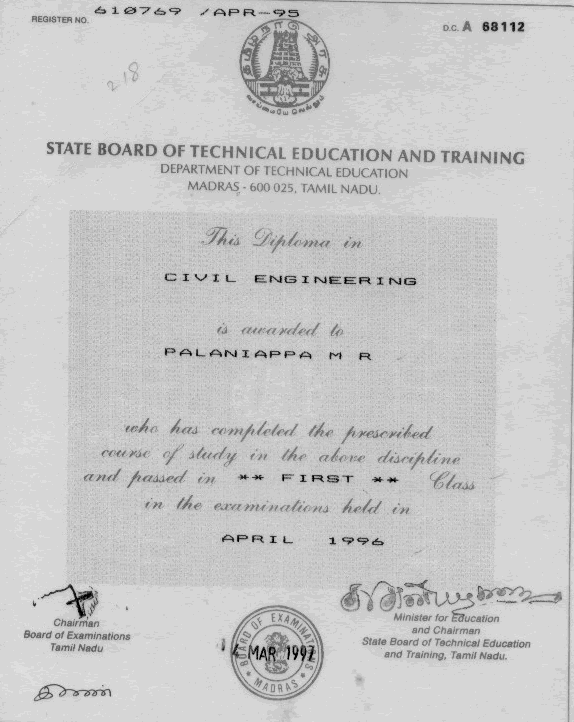 REGISTER NO. 610769 /APR-95
D.C. A 68112
218
தமிழ்நாடு அரசு
வாய்மையே வெல்லும்
STATE BOARD OF TECHNICAL EDUCATION AND TRAINING
DEPARTMENT OF TECHNICAL EDUCATION
MADRAS - 600 025, TAMIL NADU.
This Diploma in
CIVIL ENGINEERING
is awarded to
PALANIAPPA M R
who has completed the prescribed
course of study in the above discipline
and passed in ** FIRST ** Class
in the examinations held in
APRIL 1996
Chairman
Board of Examinations
Tamil Nadu
BOARD OF EXAMINATIONS
MAR 1997
* MADRAS *
Minister for Education
and Chairman
State Board of Technical Education
and Training, Tamil Nadu.